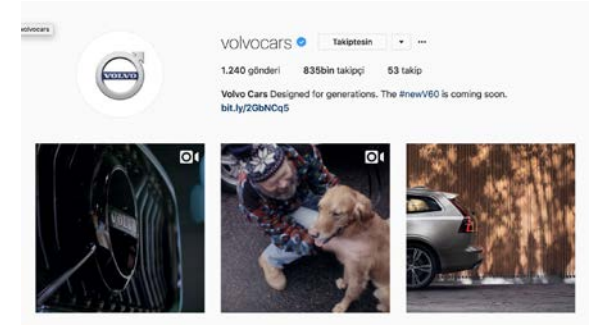 volvocars
volvocars Takiptesin
1.240 gönderi 835bin takipçi 53 takip
Volvo Cars Designed for generations. The #newV60 is coming soon.
bit.ly/2GbNCq5
VOLVO
VOLVO